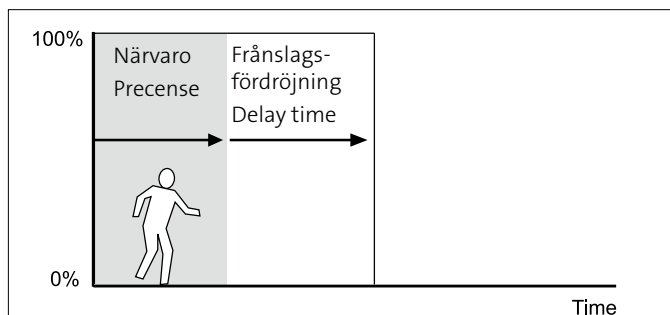 100%
Närvaro
Precense
Frånslags-
fördröjning
Delay time
0%
Time